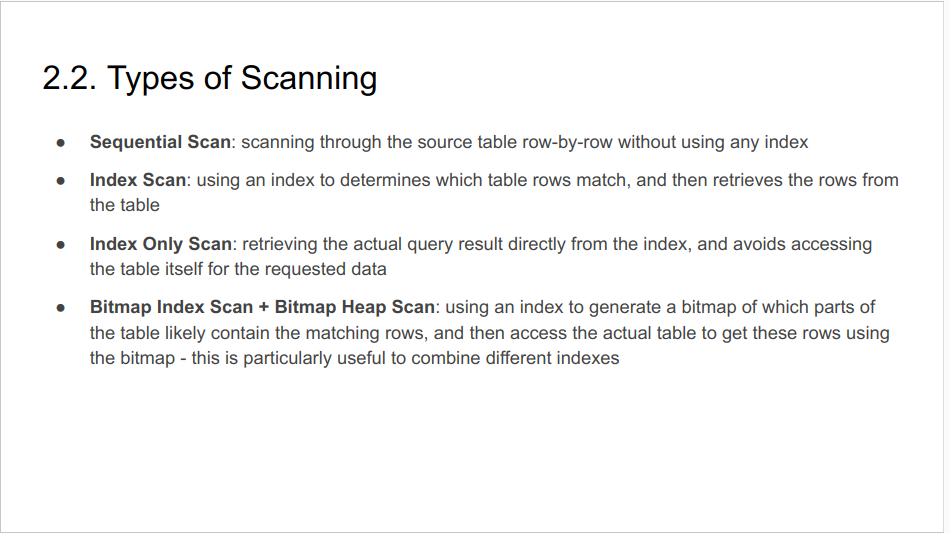 2.2. Types of Scanning
● Sequential Scan: scanning through the source table row-by-row without using any index
● Index Scan: using an index to determines which table rows match, and then retrieves the rows from
the table
● Index Only Scan: retrieving the actual query result directly from the index, and avoids accessing
the table itself for the requested data
● Bitmap Index Scan + Bitmap Heap Scan: using an index to generate a bitmap of which parts of
the table likely contain the matching rows, and then access the actual table to get these rows using
the bitmap - this is particularly useful to combine different indexes